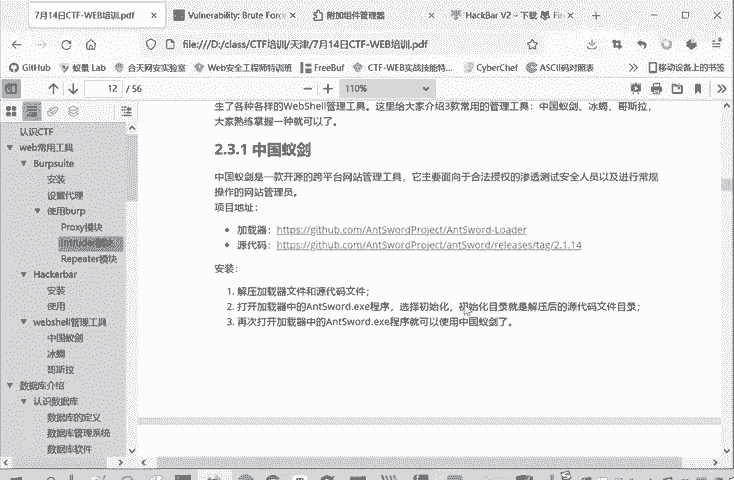 7月14日CTF-WEB培训.pdf
Vulnerability: Brute Force
附加组件管理器
HackBar V2 – 下载
Fir
file:///D:/class/CTF培训/天津/7月14日CTF-WEB培训.pdf
GitHub
蚁景 Lab
合天网安实验室
Web安全工程师特训班
FreeBuf
CTF-WEB实战技能特...
CyberChef
ASCII码对照表
移动设备上的书签
12 / 56
110%
认识CTF
web常用工具
Burpsuite
安装
设置代理
使用burp
Proxy模块
Intruder模块
Repeater模块
Hackerbar
安装
使用
webshell管理工具
中国蚁剑
冰蝎
哥斯拉
数据库介绍
认识数据库
数据库的定义
数据库管理系统
数据库软件
生了各种各样的WebShell管理工具。这里给大家介绍3款常用的管理工具：中国蚁剑、冰蝎、哥斯拉，
大家熟练掌握一种就可以了。
2.3.1 中国蚁剑
中国蚁剑是一款开源的跨平台网站管理工具，它主要面向于合法授权的渗透测试安全人员以及进行常规
操作的网站管理员。
项目地址：
加载器：https://github.com/AntSwordProject/AntSword-Loader
源代码：https://github.com/AntSwordProject/antSword/releases/tag/2.1.14
安装：
1. 解压加载器文件和源代码文件；
2. 打开加载器中的AntSword.exe程序，选择初始化，初始化目录就是解压后的源代码文件目录；
3. 再次打开加载器中的AntSword.exe程序就可以使用中国蚁剑了。